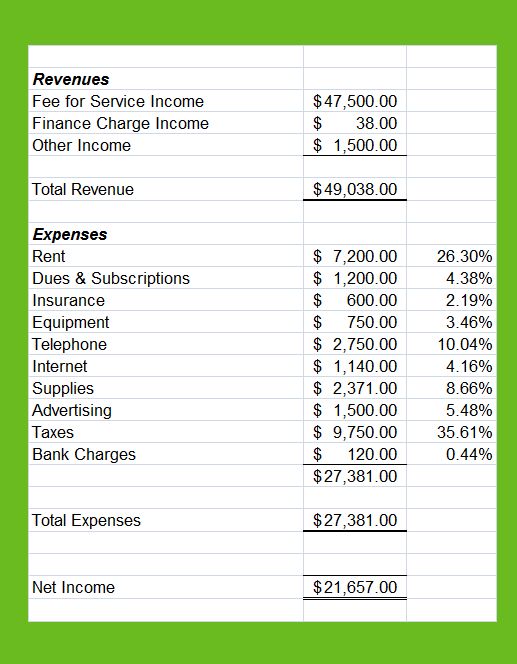 Revenues
Fee for Service Income $47,500.00
Finance Charge Income $ 38.00
Other Income $ 1,500.00
Total Revenue $49,038.00
Expenses
Rent $ 7,200.00 26.30%
Dues & Subscriptions $ 1,200.00 4.38%
Insurance $ 600.00 2.19%
Equipment $ 750.00 3.46%
Telephone $ 2,750.00 10.04%
Internet $ 1,140.00 4.16%
Supplies $ 2,371.00 8.66%
Advertising $ 1,500.00 5.48%
Taxes $ 9,750.00 35.61%
Bank Charges $ 120.00 0.44%
$27,381.00
Total Expenses $27,381.00
Net Income $21,657.00